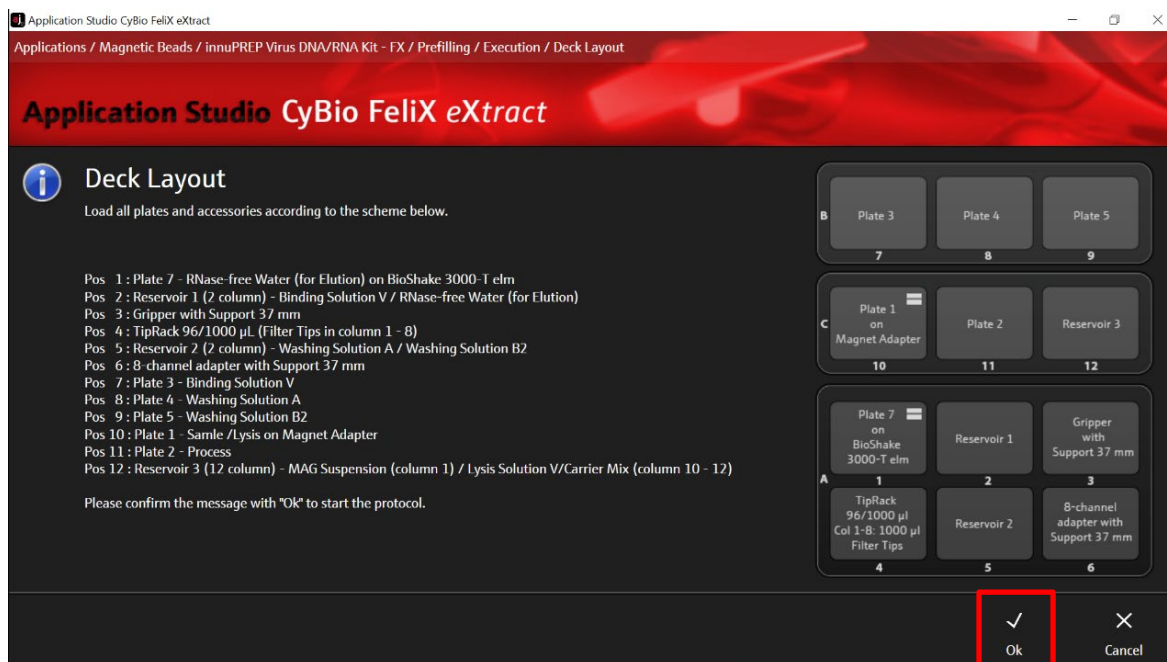 Application Studio CyBio FeliX eXtract
Applications / Magnetic Beads / innuPREP Virus DNA/RNA Kit - FX / Prefilling / Execution / Deck Layout
Application Studio CyBio FeliX eXtract
Deck Layout
Load all plates and accessories according to the scheme below.
Pos 1 : Plate 7 - RNase-free Water (for Elution) on BioShake 3000-T elm
Pos 2 : Reservoir 1 (2 column) - Binding Solution V / RNase-free Water (for Elution)
Pos 3 : Gripper with Support 37 mm
Pos 4 : TipRack 96/1000 µL (Filter Tips in column 1 - 8)
Pos 5 : Reservoir 2 (2 column) - Washing Solution A / Washing Solution B2
Pos 6 : 8-channel adapter with Support 37 mm
Pos 7 : Plate 3 - Binding Solution V
Pos 8 : Plate 4 - Washing Solution A
Pos 9 : Plate 5 - Washing Solution B2
Pos 10 : Plate 1 - Samle /Lysis on Magnet Adapter
Pos 11 : Plate 2 - Process
Pos 12 : Reservoir 3 (12 column) - MAG Suspension (column 1) / Lysis Solution V/Carrier Mix (column 10 - 12)
Please confirm the message with "Ok" to start the protocol.
B
Plate 3
7
Plate 4
8
Plate 5
9
C
Plate 1
on
Magnet Adapter
10
Plate 2
11
Reservoir 3
12
A
Plate 7
on
BioShake
3000-T elm
1
Reservoir 1
2
Gripper
with
Support 37 mm
3
TipRack
96/1000 µl
Col 1-8: 1000 µl
Filter Tips
4
Reservoir 2
5
8-channel
adapter with
Support 37 mm
6
Ok
Cancel